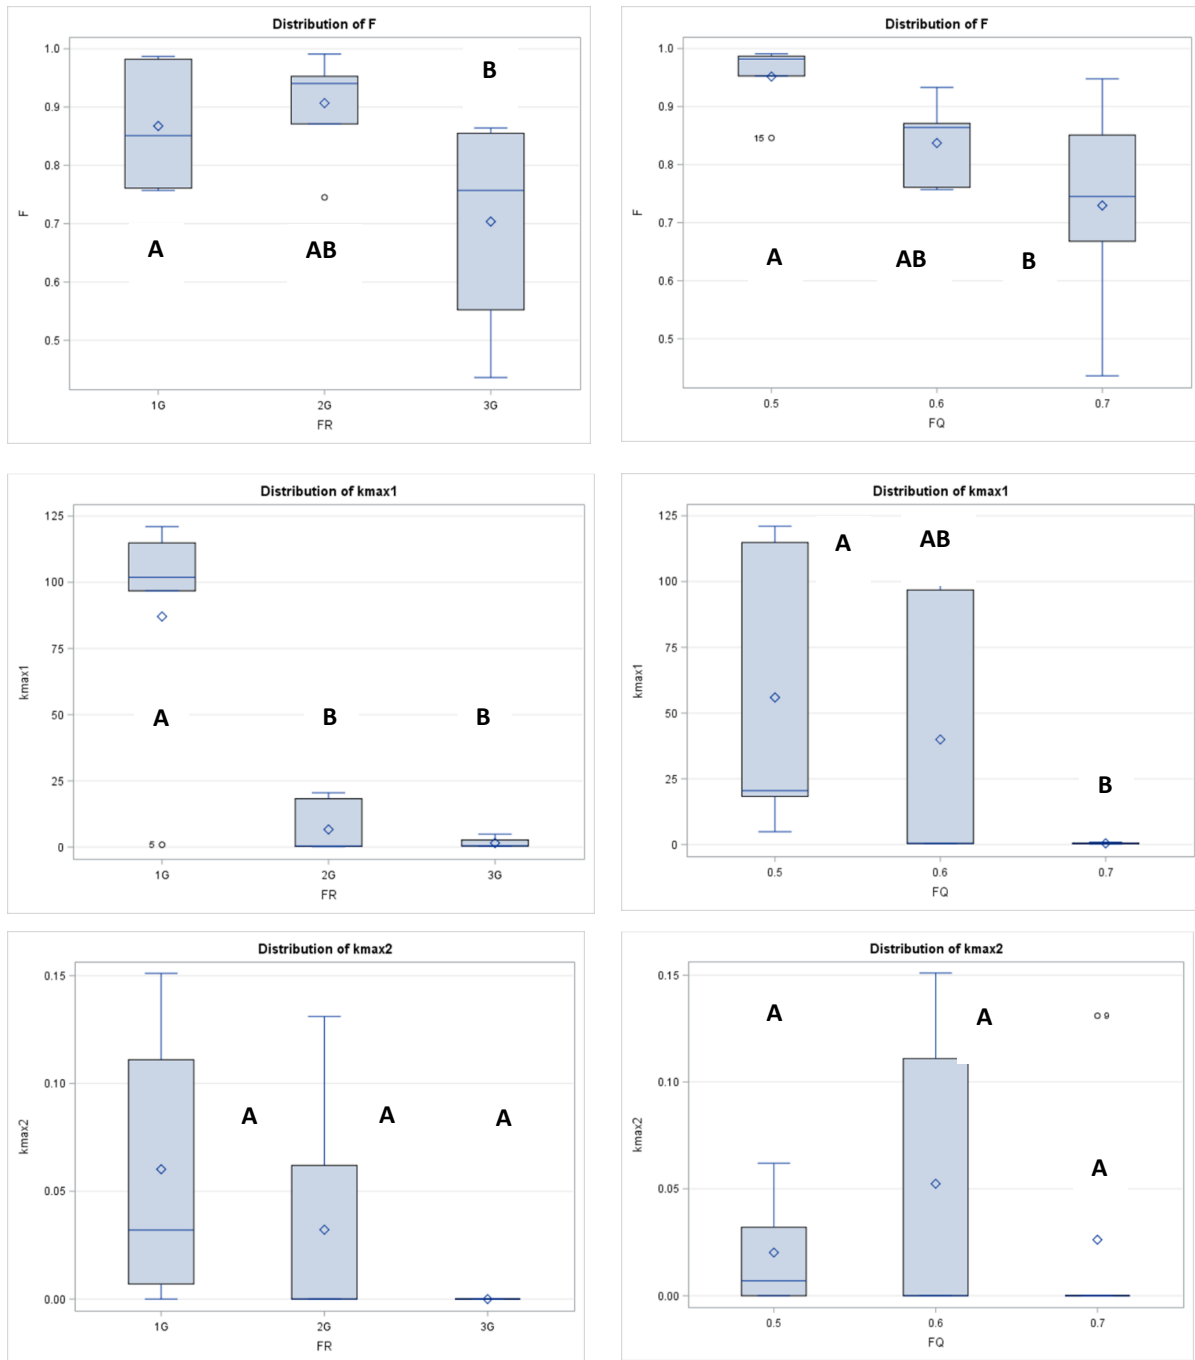 Distribution of F
1.0
0.9
0.8
0.7
0.6
0.5
F
B
A
AB
1G
2G
3G
FR
Distribution of F
1.0
0.9
0.8
0.7
0.6
0.5
F
15
A
AB
B
0.5
0.6
0.7
FQ
Distribution of kmax1
125
100
75
50
25
0
kmax1
A
B
B
5
1G
2G
3G
FR
Distribution of kmax1
125
100
75
50
25
0
kmax1
A
AB
B
0.5
0.6
0.7
FQ
Distribution of kmax2
0.15
0.10
0.05
0.00
kmax2
A
A
A
1G
2G
3G
FR
Distribution of kmax2
0.15
0.10
0.05
0.00
kmax2
A
A
9
A
0.5
0.6
0.7
FQ